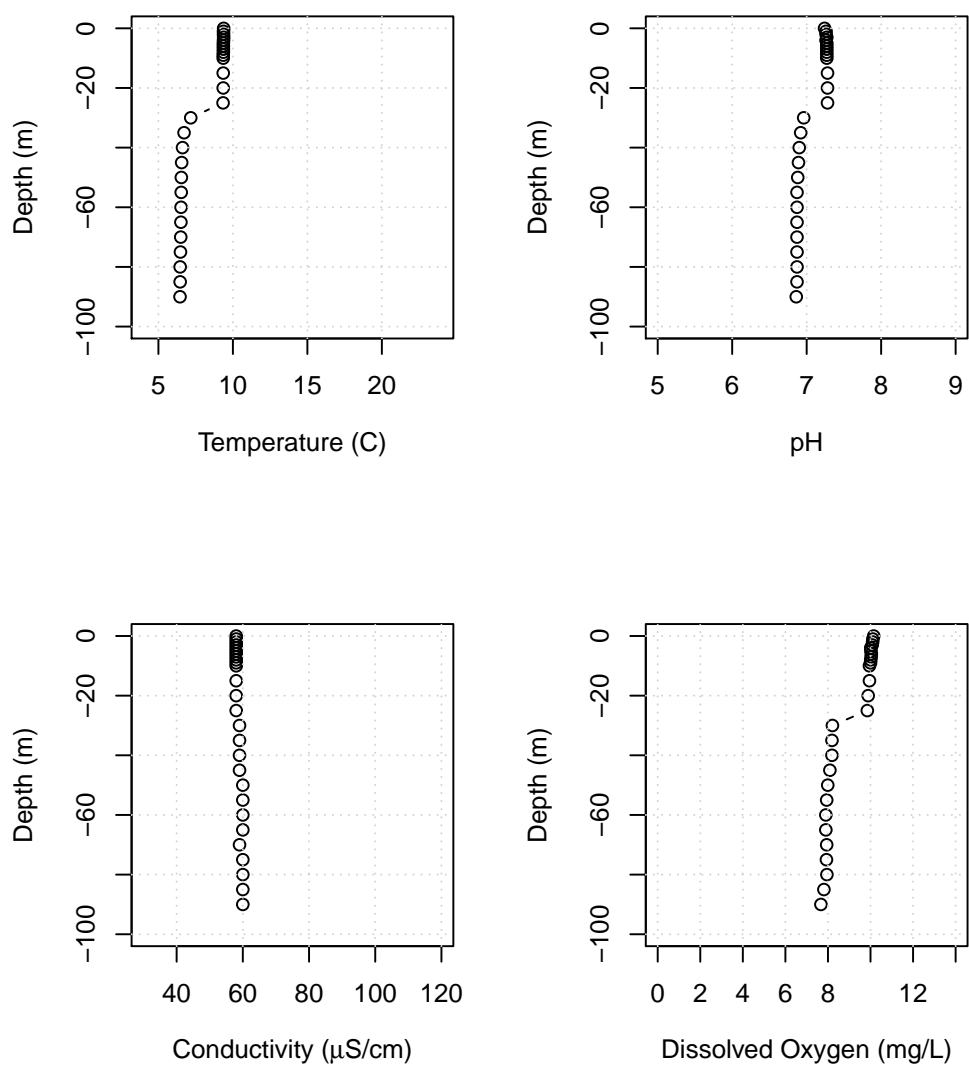 0
−20
−60
−100
Depth (m)
5 10 15 20
Temperature (C)
0
−20
−60
−100
Depth (m)
5 6 7 8 9
pH
0
−20
−60
−100
Depth (m)
40 60 80 100 120
Conductivity (μS/cm)
0
−20
−60
−100
Depth (m)
0 2 4 6 8 12
Dissolved Oxygen (mg/L)